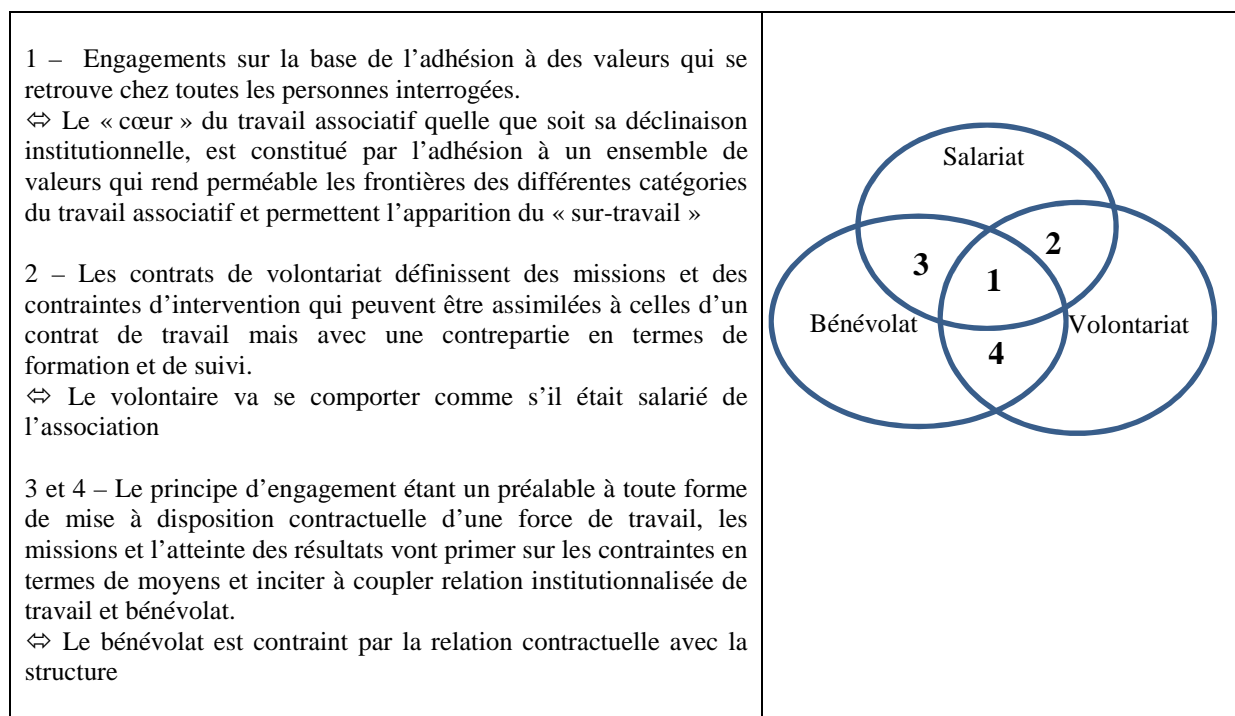 1 – Engagements sur la base de l’adhésion à des valeurs qui se
retrouve chez toutes les personnes interrogées.
⇔ Le « cœur » du travail associatif quelle que soit sa déclinaison
institutionnelle, est constitué par l’adhésion à un ensemble de
valeurs qui rend perméable les frontières des différentes catégories
du travail associatif et permettent l’apparition du « sur-travail »
2 – Les contrats de volontariat définissent des missions et des
contraintes d’intervention qui peuvent être assimilées à celles d’un
contrat de travail mais avec une contrepartie en termes de
formation et de suivi.
⇔ Le volontaire va se comporter comme s’il était salarié de
l’association
3 et 4 – Le principe d’engagement étant un préalable à toute forme
de mise à disposition contractuelle d’une force de travail, les
missions et l’atteinte des résultats vont primer sur les contraintes en
termes de moyens et inciter à coupler relation institutionnalisée de
travail et bénévolat.
⇔ Le bénévolat est contraint par la relation contractuelle avec la
structure
Salariat
3
2
1
Bénévolat
Volontariat
4